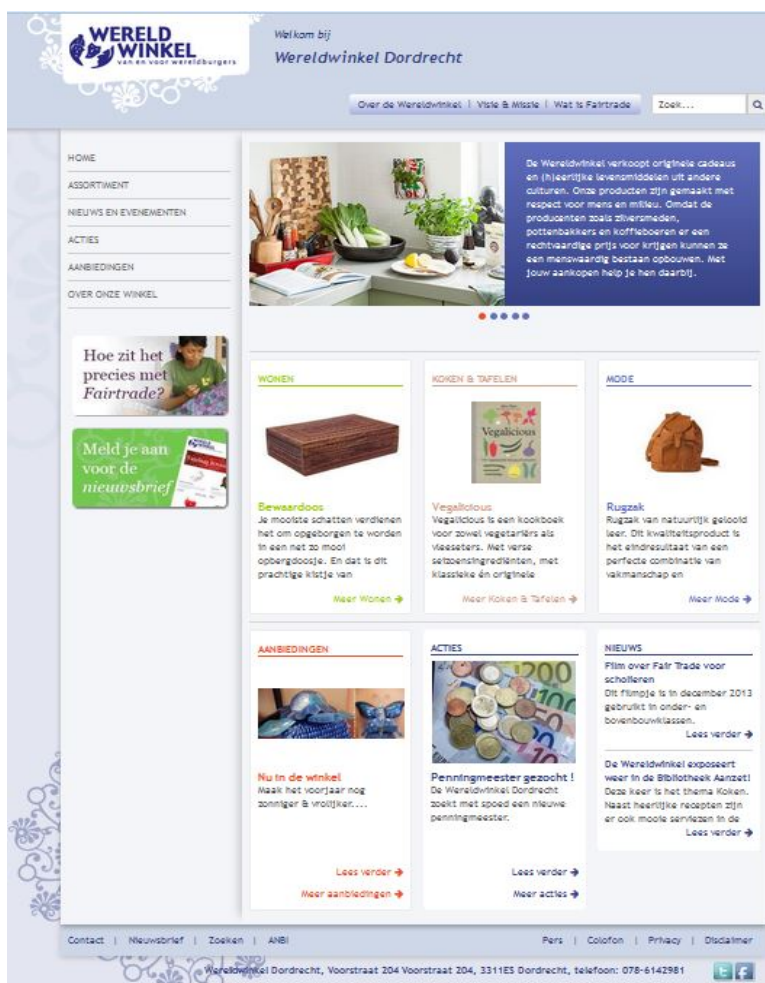 WERELD
WINKEL
van en voor wereldburgers
Welkom bij
Wereldwinkel Dordrecht
Over de Wereldwinkel | Visie & Missie | Wat is Fairtrade
Zoek...
HOME
ASSORTIMENT
NIEUWS EN EVENEMENTEN
ACTIES
AANBIEDINGEN
OVER ONZE WINKEL
Hoe zit het
precies met
Fairtrade?
Meld je aan
voor de
nieuwsbrief
De Wereldwinkel verkoopt originele cadeaus
en (h)eerlijke levensmiddelen uit andere
culturen. Onze producten zijn gemaakt met
respect voor mens en milieu. Omdat de
producenten zoals zilversmeden,
pottenbakkers en koffieboeren er een
rechtvaardige prijs voor krijgen kunnen ze
een menswaardig bestaan opbouwen. Met
jouw aankopen help je hen daarbij.
WONEN
Bewaardoos
Je mooiste schatten verdienen
het om opgeborgen te worden
in een net zo mooi
opbergdoosje. En dat is dit
prachtige kistje van
Meer Wonen
KOKEN & TAFELEN
Vegalicious
Vegalicious
Vegalicious is een kookboek
voor zowel vegetariërs als
vleeseters. Met verse
seizoensingrediënten, met
klassieke én originele
Meer Koken & Tafelen
MODE
Rugzak
Rugzak van natuurlijk gelooid
leer. Dit kwaliteitsproduct is
het eindresultaat van een
perfecte combinatie van
vakmanschap en
Meer Mode
AANBIEDINGEN
Nu in de winkel
Maak het voorjaar nog
zonniger & vrolijker....
Lees verder
Meer aanbiedingen
ACTIES
200
100
Penningmeester gezocht !
De Wereldwinkel Dordrecht
zoekt met spoed een nieuwe
penningmeester.
Lees verder
Meer acties
NIEUWS
Film over Fair Trade voor
scholieren
Dit filmpje is in december 2013
gebruikt in onder- en
bovenbouwklassen.
Lees verder
De Wereldwinkel exposeert
weer in de Bibliotheek Aanzet!
Deze keer is het thema Koken.
Naast heerlijke recepten zijn
er ook mooie serviezen in de
Lees verder
Contact | Nieuwsbrief | Zoeken | ANBI
Pers | Colofon | Privacy | Disclaimer
Wereldwinkel Dordrecht, Voorstraat 204 Voorstraat 204, 3311ES Dordrecht, telefoon: 078-6142981